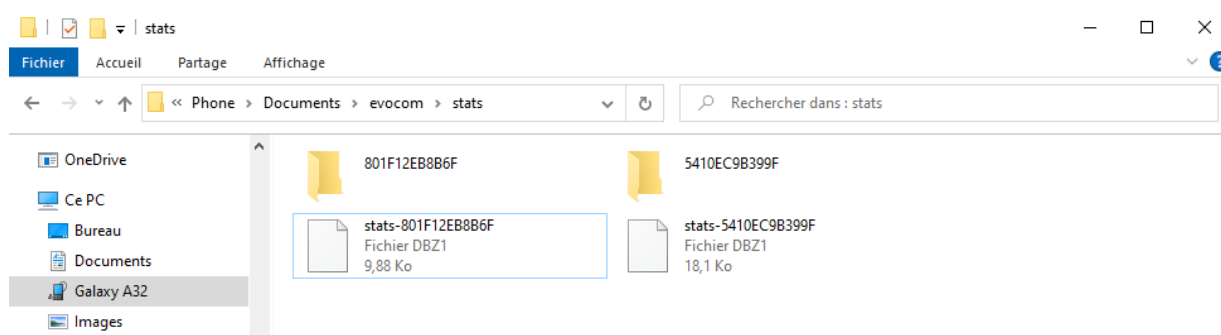 stats
Fichier Accueil Partage Affichage
« Phone > Documents > evocom > stats
Rechercher dans : stats
OneDrive
Ce PC
Bureau
Documents
Galaxy A32
Images
801F12EB8B6F
5410EC9B399F
stats-801F12EB8B6F
Fichier DBZ1
9,88 Ko
stats-5410EC9B399F
Fichier DBZ1
18,1 Ko